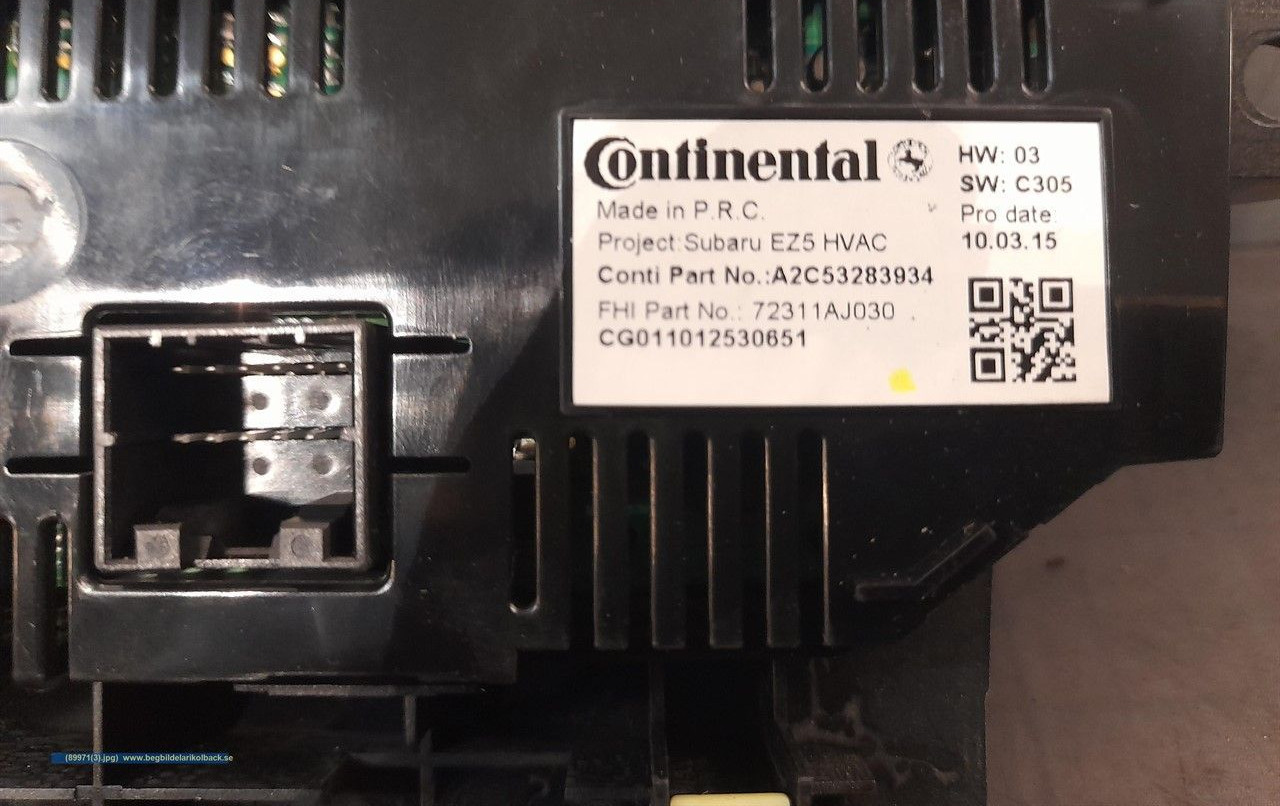 Continental
HW: 03
SW: C305
Made in P.R.C.
Pro date:
Project:Subaru EZ5 HVAC
10.03.15
Conti Part No.:A2C53283934
FHI Part No.: 72311AJ030
CG011012530651
(89971(3).jpg) www.begbildelarikolback.se